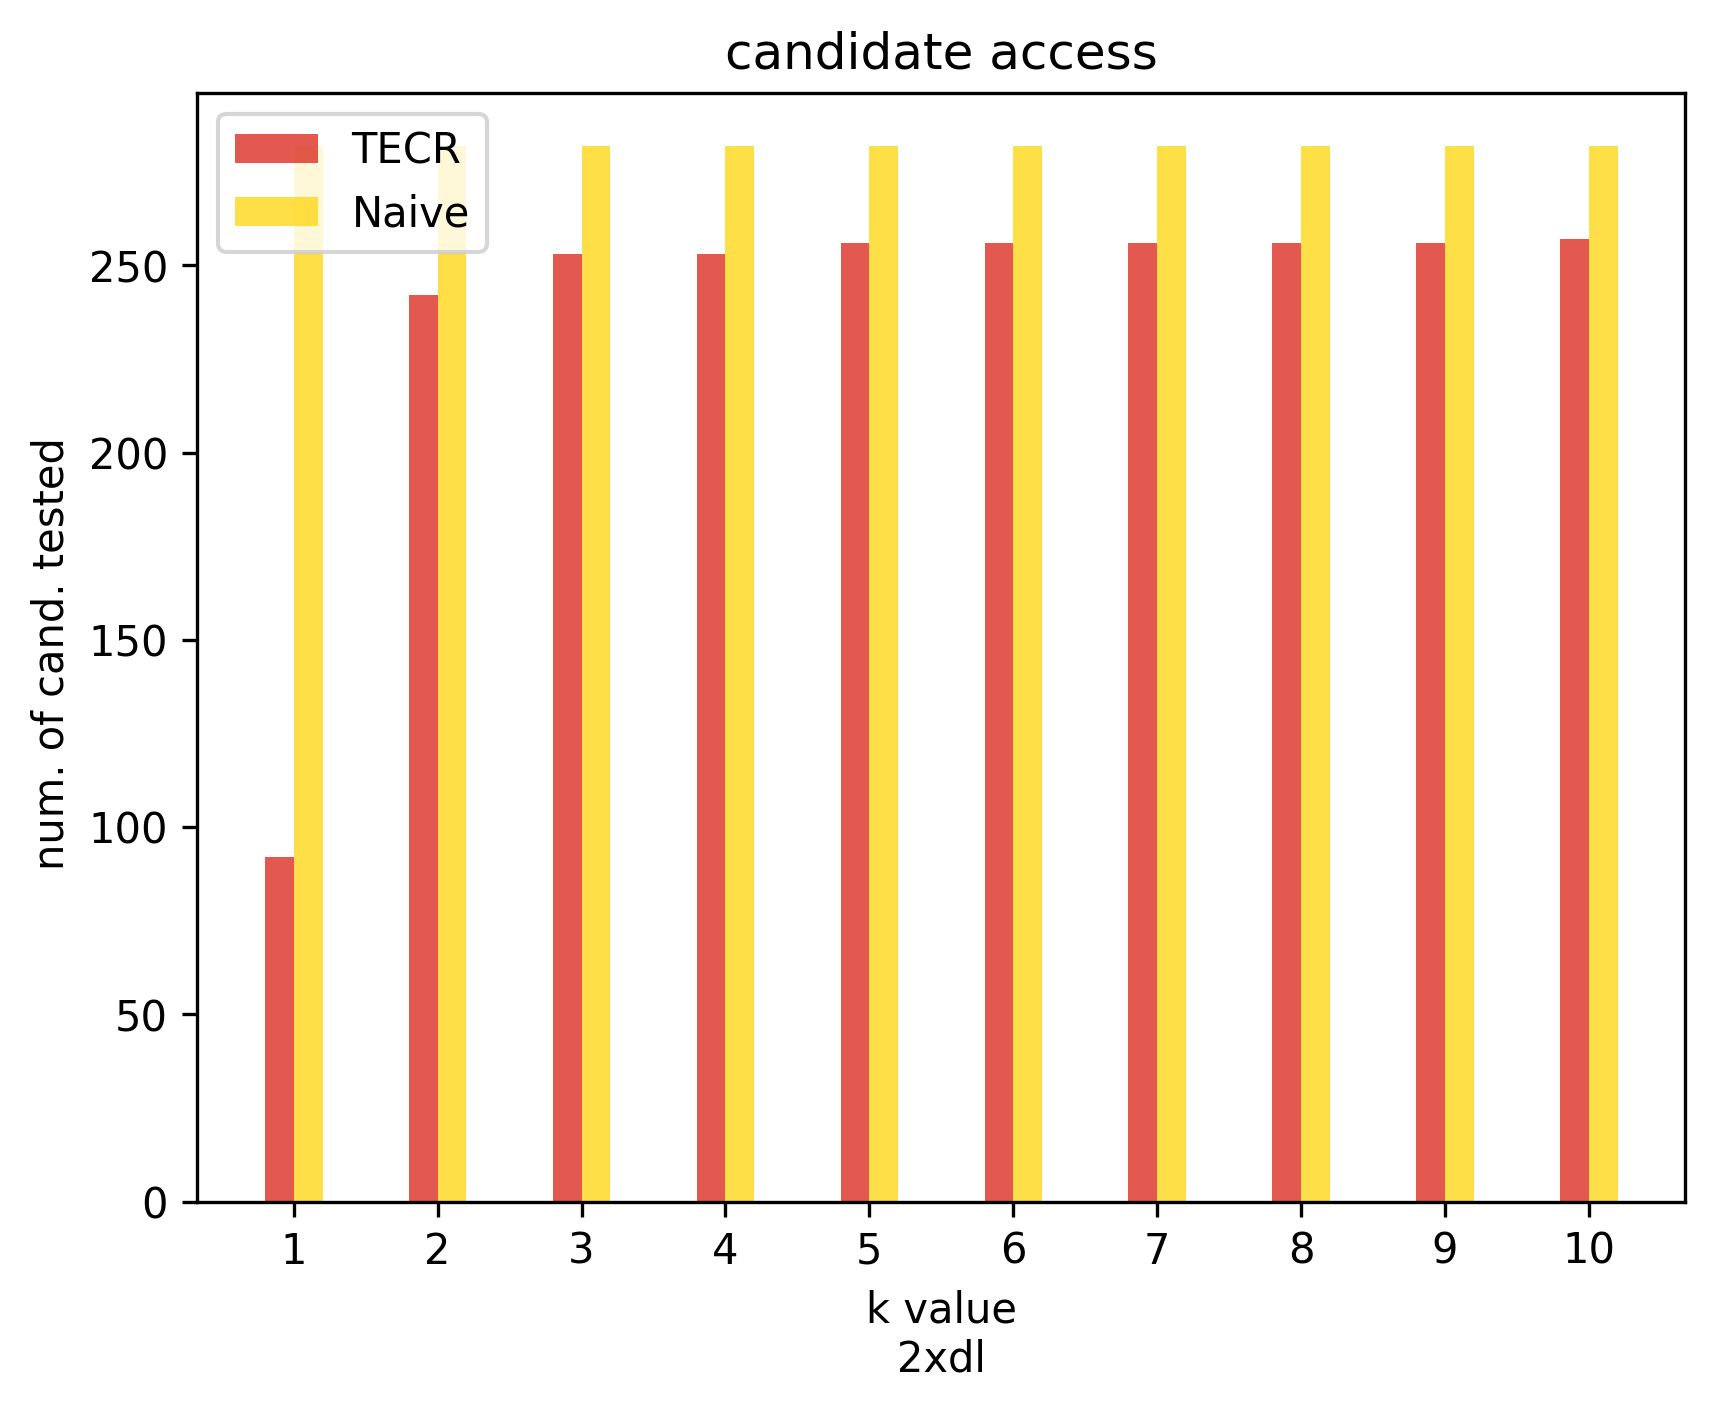 candidate access
TECR
Naive
num. of cand. tested
250
200
150
100
50
0
1 2 3 4 5 6 7 8 9 10
k value
2xdl